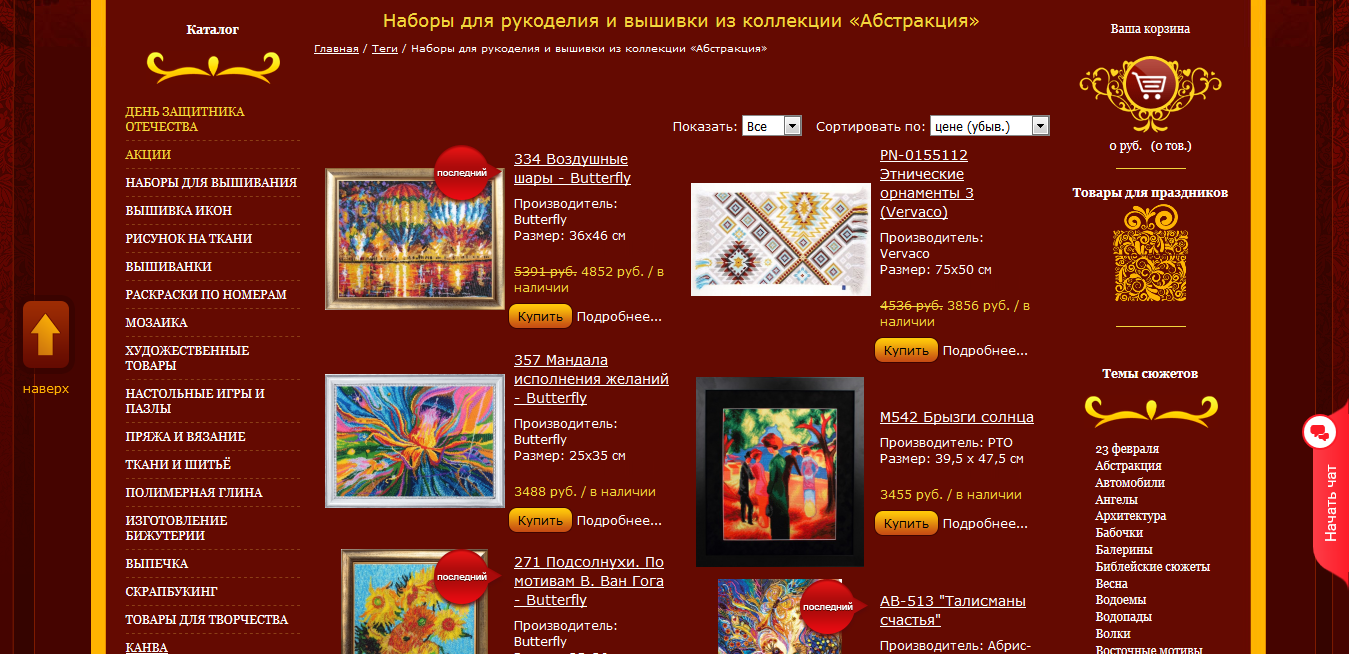 Каталог
ДЕНЬ ЗАЩИТНИКА
ОТЕЧЕСТВА
АКЦИИ
НАБОРЫ ДЛЯ ВЫШИВАНИЯ
ВЫШИВКА ИКОН
РИСУНОК НА ТКАНИ
ВЫШИВАНКИ
РАСКРАСКИ ПО НОМЕРАМ
МОЗАИКА
ХУДОЖЕСТВЕННЫЕ
ТОВАРЫ
НАСТОЛЬНЫЕ ИГРЫ И
ПАЗЛЫ
ПРЯЖА И ВЯЗАНИЕ
ТКАНИ И ШИТЬЁ
ПОЛИМЕРНАЯ ГЛИНА
ИЗГОТОВЛЕНИЕ
БИЖУТЕРИИ
ВЫПЕЧКА
СКРАПБУКИНГ
ТОВАРЫ ДЛЯ ТВОРЧЕСТВА
КАНВА
наверх
Наборы для рукоделия и вышивки из коллекции «Абстракция»
Главная / Теги / Наборы для рукоделия и вышивки из коллекции «Абстракция»
Показать: Все Сортировать по: цене (убыв.)
последний
334 Воздушные
шары - Butterfly
Производитель:
Butterfly
Размер: 36x46 см
5391 руб. 4852 руб. / в
наличии
Купить Подробнее...
PN-0155112
Этнические
орнаменты 3
(Vervaco)
Производитель:
Vervaco
Размер: 75x50 см
4536 руб. 3856 руб. / в
наличии
Купить Подробнее...
357 Мандала
исполнения желаний
- Butterfly
Производитель:
Butterfly
Размер: 25x35 см
3488 руб. / в наличии
Купить Подробнее...
М542 Брызги солнца
Производитель: РТО
Размер: 39,5 x 47,5 см
3455 руб. / в наличии
Купить Подробнее...
последний
271 Подсолнухи. По
мотивам В. Ван Гога
- Butterfly
Производитель:
Butterfly
последний
АВ-513 "Талисманы
счастья"
Производитель: Абрис-
Ваша корзина
0 руб. (0 тов.)
Товары для праздников
Темы сюжетов
23 февраля
Абстракция
Автомобили
Ангелы
Архитектура
Бабочки
Балерины
Библейские сюжеты
Весна
Водоемы
Водопады
Волки
Восточные мотивы
Начать чат